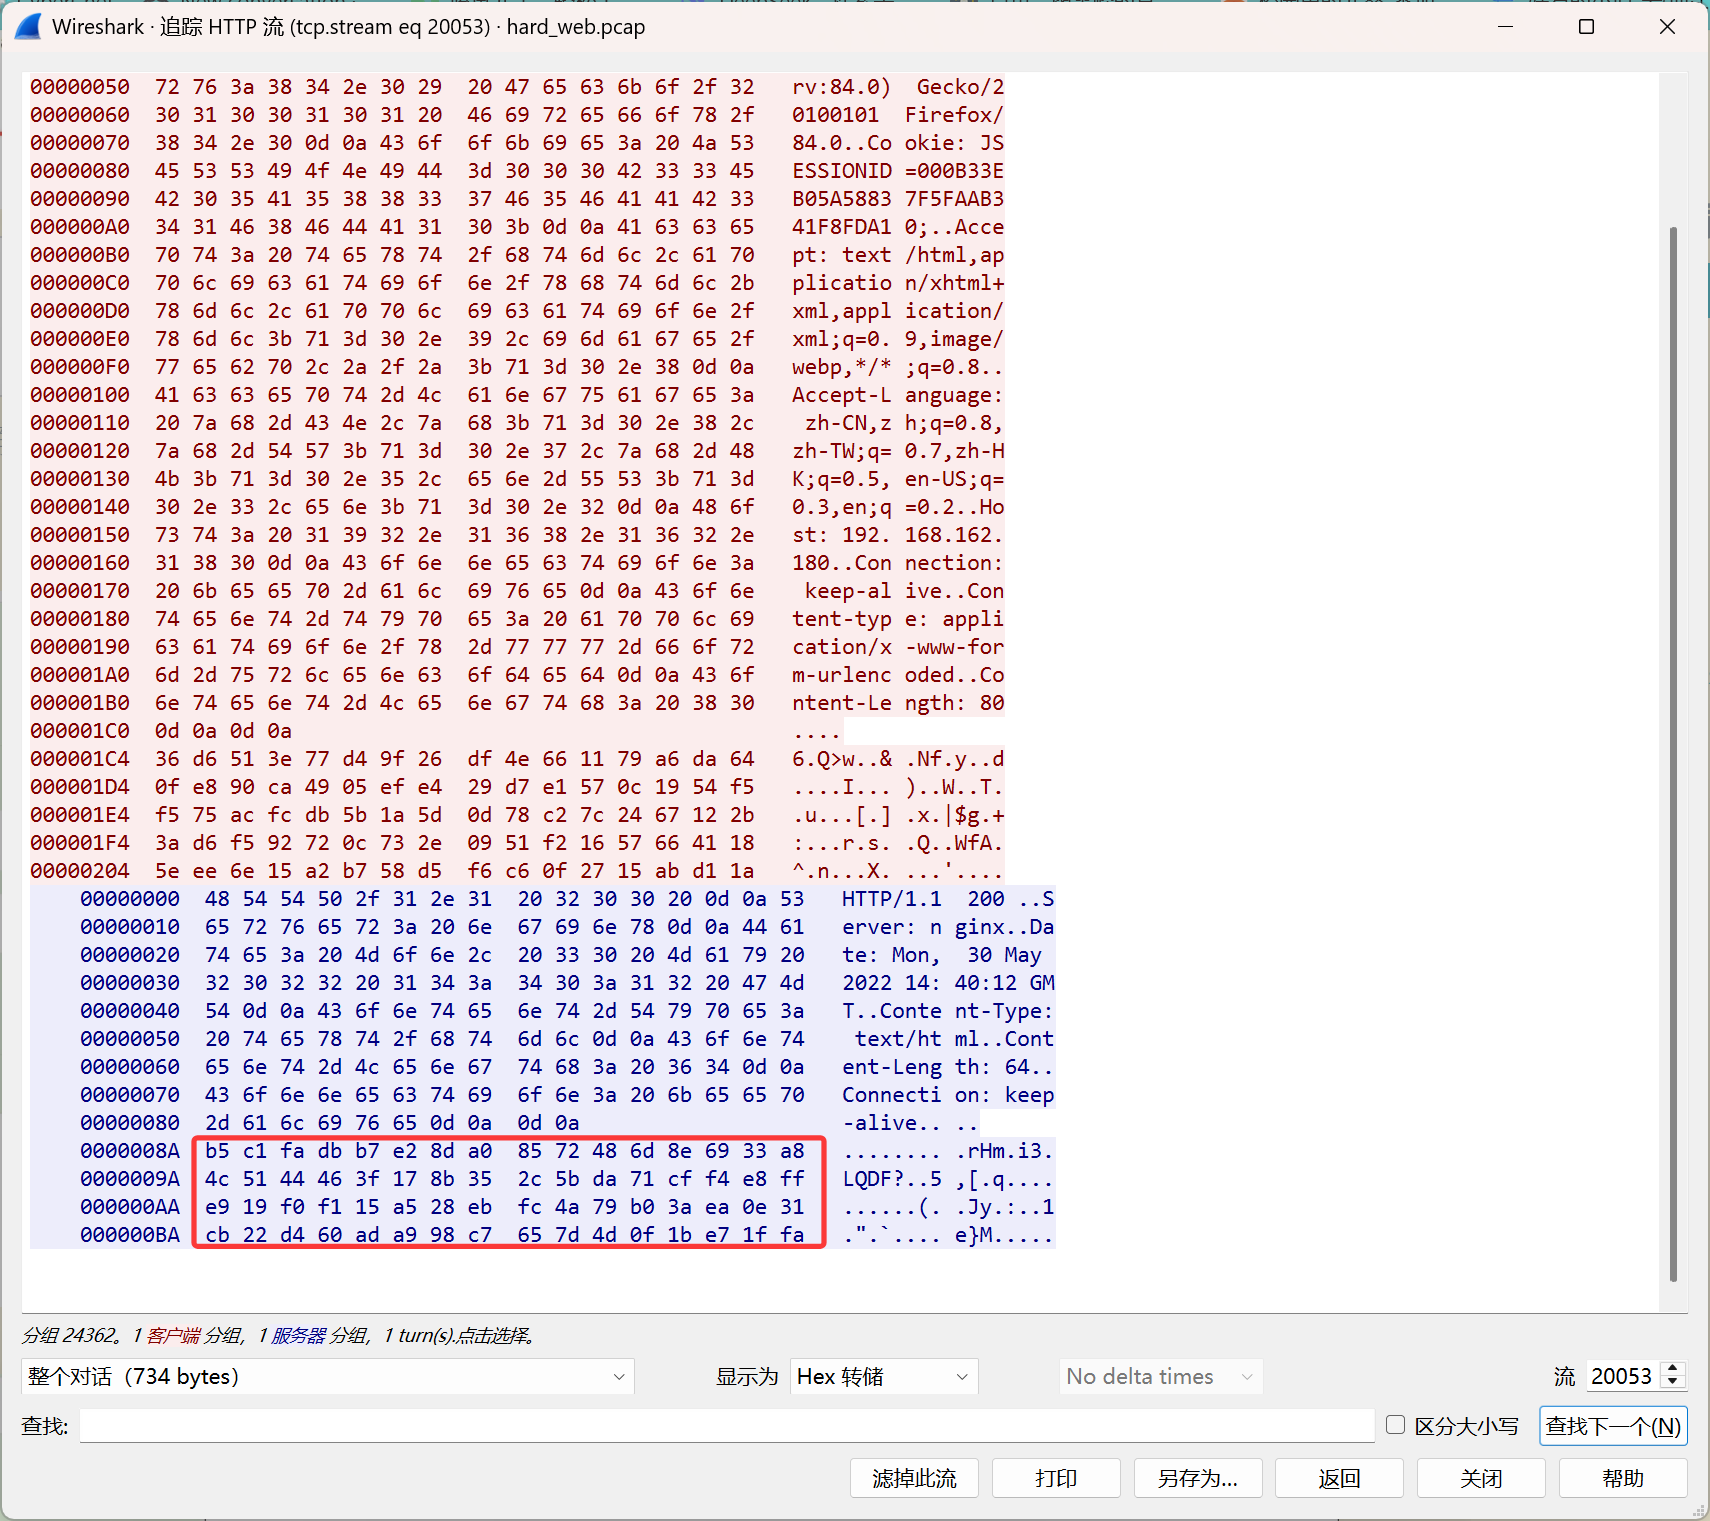 Wireshark · 追踪 HTTP 流 (tcp.stream eq 20053) · hard_web.pcap
00000050 72 76 3a 38 34 2e 30 29 20 47 65 63 6b 6f 2f 32 rv:84.0) Gecko/2
00000060 30 31 30 30 31 30 31 20 46 69 72 65 66 6f 78 2f 0100101 Firefox/
00000070 38 34 2e 30 0d 0a 43 6f 6f 6b 69 65 3a 20 4a 53 84.0..Co okie: JS
00000080 45 53 53 49 4f 4e 49 44 3d 30 30 30 42 33 33 45 ESSIONID =000B33E
00000090 42 30 35 41 35 38 38 33 37 46 35 46 41 41 42 33 B05A5883 7F5FAAB3
000000A0 34 31 46 38 46 44 41 31 30 3b 0d 0a 41 63 63 65 41F8FDA1 0;..Acce
000000B0 70 74 3a 20 74 65 78 74 2f 68 74 6d 6c 2c 61 70 pt: text /html,ap
000000C0 70 6c 69 63 61 74 69 6f 6e 2f 78 68 74 6d 6c 2b plicatio n/xhtml+
000000D0 78 6d 6c 2c 61 70 70 6c 69 63 61 74 69 6f 6e 2f xml,appl ication/
000000E0 78 6d 6c 3b 71 3d 30 2e 39 2c 69 6d 61 67 65 2f xml;q=0. 9,image/
000000F0 77 65 62 70 2c 2a 2f 2a 3b 71 3d 30 2e 38 0d 0a webp,*/* ;q=0.8..
00000100 41 63 63 65 70 74 2d 4c 61 6e 67 75 61 67 65 3a Accept-L anguage:
00000110 20 7a 68 2d 43 4e 2c 7a 68 3b 71 3d 30 2e 38 2c zh-CN,z h;q=0.8,
00000120 7a 68 2d 54 57 3b 71 3d 30 2e 37 2c 7a 68 2d 48 zh-TW;q= 0.7,zh-H
00000130 4b 3b 71 3d 30 2e 35 2c 65 6e 2d 55 53 3b 71 3d K;q=0.5, en-US;q=
00000140 30 2e 33 2c 65 6e 3b 71 3d 30 2e 32 0d 0a 48 6f 0.3,en;q =0.2..Ho
00000150 73 74 3a 20 31 39 32 2e 31 36 38 2e 31 36 32 2e st: 192. 168.162.
00000160 31 38 30 0d 0a 43 6f 6e 6e 65 63 74 69 6f 6e 3a 180..Con nection:
00000170 20 6b 65 65 70 2d 61 6c 69 76 65 0d 0a 43 6f 6e keep-al ive..Con
00000180 74 65 6e 74 2d 74 79 70 65 3a 20 61 70 70 6c 69 tent-typ e: appli
00000190 63 61 74 69 6f 6e 2f 78 2d 77 77 77 2d 66 6f 72 cation/x -www-for
000001A0 6d 2d 75 72 6c 65 6e 63 6f 64 65 64 0d 0a 43 6f m-urlenc oded..Co
000001B0 6e 74 65 6e 74 2d 4c 65 6e 67 74 68 3a 20 38 30 ntent-Le ngth: 80
000001C0 0d 0a 0d 0a ....
000001C4 36 d6 51 3e 77 d4 9f 26 df 4e 66 11 79 a6 da 64 6.Q>w..& .Nf.y..d
000001D4 0f e8 90 ca 49 05 ef e4 29 d7 e1 57 0c 19 54 f5 ....I... )..W..T.
000001E4 f5 75 ac fc db 5b 1a 5d 0d 78 c2 7c 24 67 12 2b .u...[.] .x.|$g.+
000001F4 3a d6 f5 92 72 0c 73 2e 09 51 f2 16 57 66 41 18 :...r.s. .Q..WfA.
00000204 5e ee 6e 15 a2 b7 58 d5 f6 c6 0f 27 15 ab d1 1a ^.n...X. ...'....
00000000 48 54 54 50 2f 31 2e 31 20 32 30 30 20 0d 0a 53 HTTP/1.1 200 ..S
00000010 65 72 76 65 72 3a 20 6e 67 69 6e 78 0d 0a 44 61 erver: n ginx..Da
00000020 74 65 3a 20 4d 6f 6e 2c 20 33 30 20 4d 61 79 20 te: Mon, 30 May
00000030 32 30 32 32 20 31 34 3a 34 30 3a 31 32 20 47 4d 2022 14: 40:12 GM
00000040 54 0d 0a 43 6f 6e 74 65 6e 74 2d 54 79 70 65 3a T..Conte nt-Type:
00000050 20 74 65 78 74 2f 68 74 6d 6c 0d 0a 43 6f 6e 74 text/ht ml..Cont
00000060 65 6e 74 2d 4c 65 6e 67 74 68 3a 20 36 34 0d 0a ent-Leng th: 64..
00000070 43 6f 6e 6e 65 63 74 69 6f 6e 3a 20 6b 65 65 70 Connecti on: keep
00000080 2d 61 6c 69 76 65 0d 0a 0d 0a -alive.. ..
0000008A b5 c1 fa db b7 e2 8d a0 85 72 48 6d 8e 69 33 a8 ........ .rHm.i3.
0000009A 4c 51 44 46 3f 17 8b 35 2c 5b da 71 cf f4 e8 ff LQDF?..5 ,[.q....
000000AA e9 19 f0 f1 15 a5 28 eb fc 4a 79 b0 3a ea 0e 31 ......(. .Jy.:..1
000000BA cb 22 d4 60 ad a9 98 c7 65 7d 4d 0f 1b e7 1f fa .".`.... e}M.....
分组 24362。1 客户端 分组，1 服务器 分组，1 turn(s).点击选择。
整个对话（734 bytes） 显示为 Hex 转储 No delta times 流 20053
查找: 区分大小写 查找下一个(N)
滤掉此流 打印 另存为… 返回 关闭 帮助